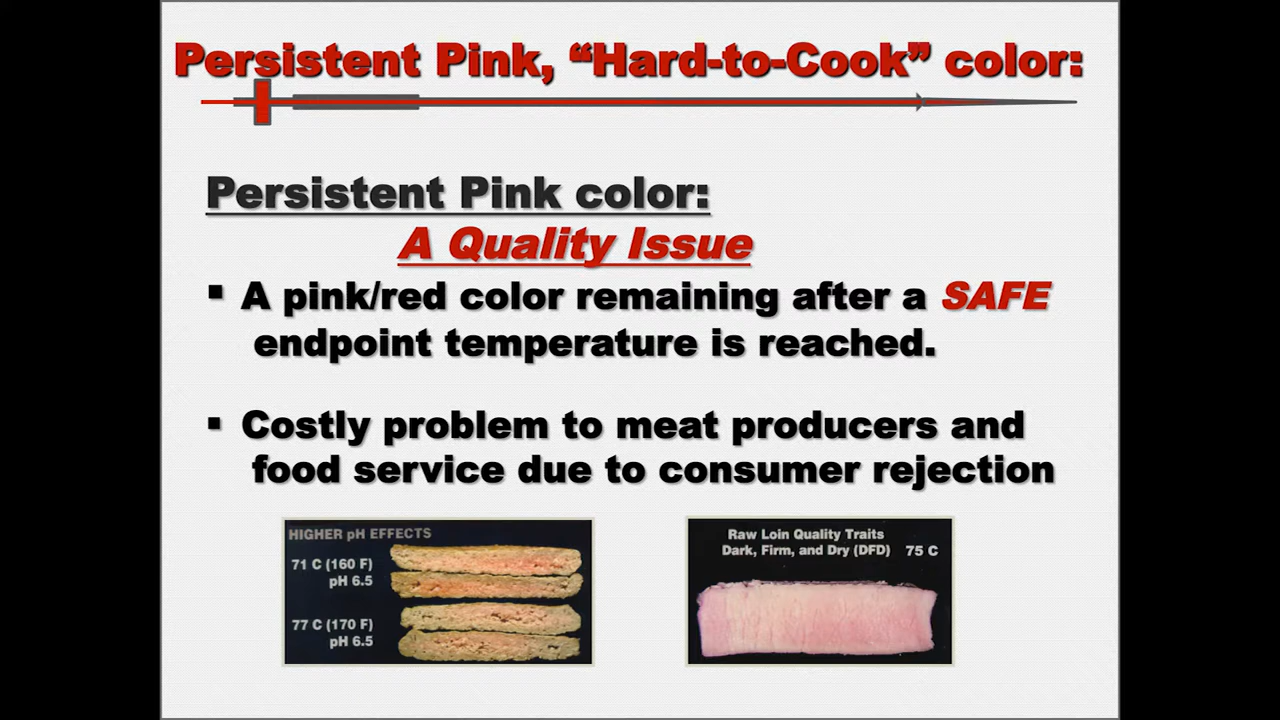 Persistent Pink, “Hard-to-Cook” color:
Persistent Pink color:
A Quality Issue
▪ A pink/red color remaining after a SAFE
endpoint temperature is reached.
▪ Costly problem to meat producers and
food service due to consumer rejection
HIGHER pH EFFECTS
71 C (160 F)
pH 6.5
77 C (170 F)
pH 6.5
Raw Loin Quality Traits
Dark, Firm, and Dry (DFD) 75 C